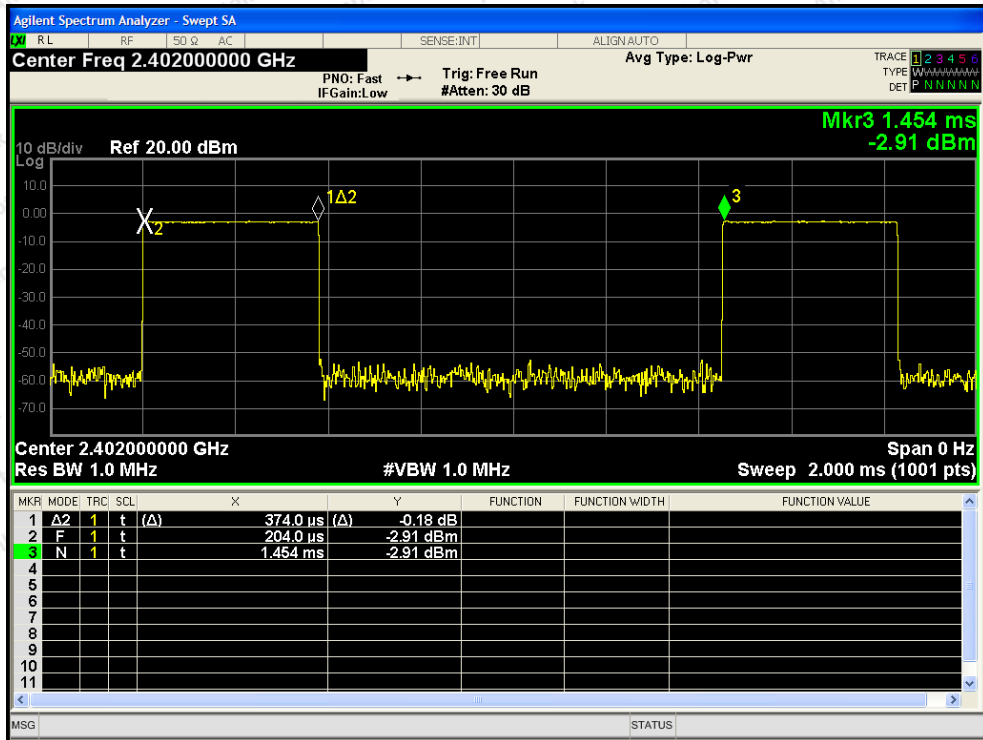 Agilent Spectrum Analyzer - Swept SA
LXI RL RF 50 Ω AC SENSE:INT ALIGN AUTO
Center Freq 2.402000000 GHz
PNO: Fast Trig: Free Run
IFGain:Low #Atten: 30 dB
Avg Type: Log-Pwr
TRACE 1 2 3 4 5 6
TYPE WWWWWW
DET P N N N N N
Mkr3 1.454 ms
-2.91 dBm
10 dB/div Ref 20.00 dBm
Log
10.0
0.00
-10.0
-20.0
-30.0
-40.0
-50.0
-60.0
-70.0
X2
1Δ2
3
Center 2.402000000 GHz Span 0 Hz
Res BW 1.0 MHz #VBW 1.0 MHz Sweep 2.000 ms (1001 pts)
MKR MODE TRC SCL X Y FUNCTION FUNCTION WIDTH FUNCTION VALUE
1 Δ2 1 t (Δ) 374.0 µs (Δ) -0.18 dB
2 F 1 t 204.0 µs -2.91 dBm
3 N 1 t 1.454 ms -2.91 dBm
4
5
6
7
8
9
10
11
MSG STATUS